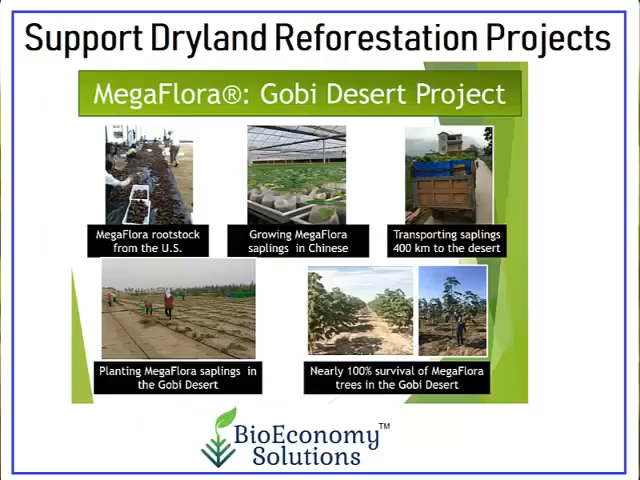 Support Dryland Reforestation Projects
MegaFlora®: Gobi Desert Project
MegaFlora rootstock
from the U.S.
Growing MegaFlora
saplings in Chinese
Transporting saplings
400 km to the desert
Planting MegaFlora saplings in
the Gobi Desert
Nearly 100% survival of MegaFlora
trees in the Gobi Desert
BioEconomy™
Solutions